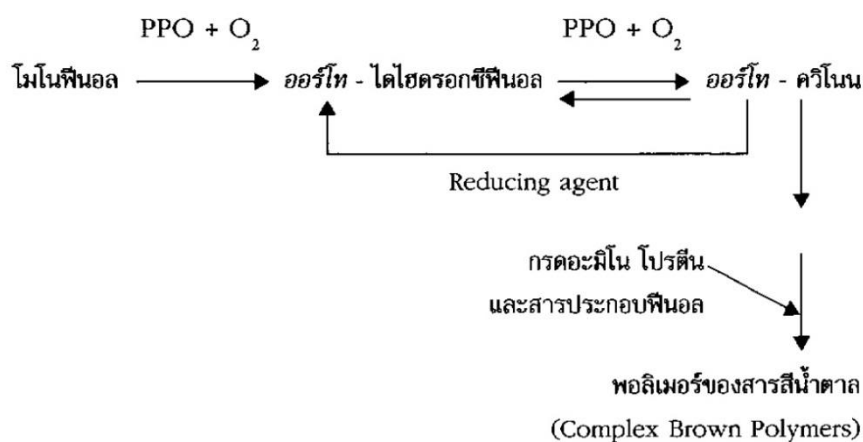 PPO + O₂ PPO + O₂
โมโนฟีนอล ออร์โท - ไดไฮดรอกซีฟีนอล ออร์โท - ควิโนน
Reducing agent
กรดอะมิโน โปรตีน
และสารประกอบฟีนอล
พอลิเมอร์ของสารสีน้ำตาล
(Complex Brown Polymers)